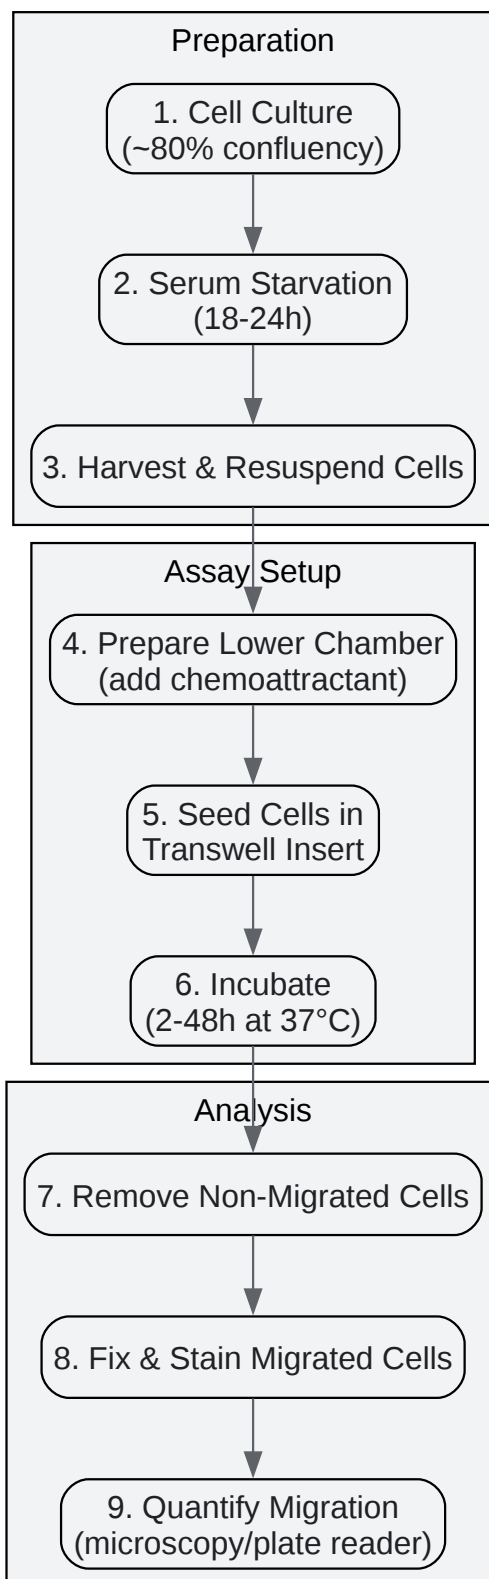 Preparation
1. Cell Culture
(~80% confluency)
2. Serum Starvation
(18-24h)
3. Harvest & Resuspend Cells
Assay Setup
4. Prepare Lower Chamber
(add chemoattractant)
5. Seed Cells in
Transwell Insert
6. Incubate
(2-48h at 37°C)
Analysis
7. Remove Non-Migrated Cells
8. Fix & Stain Migrated Cells
9. Quantify Migration
(microscopy/plate reader)